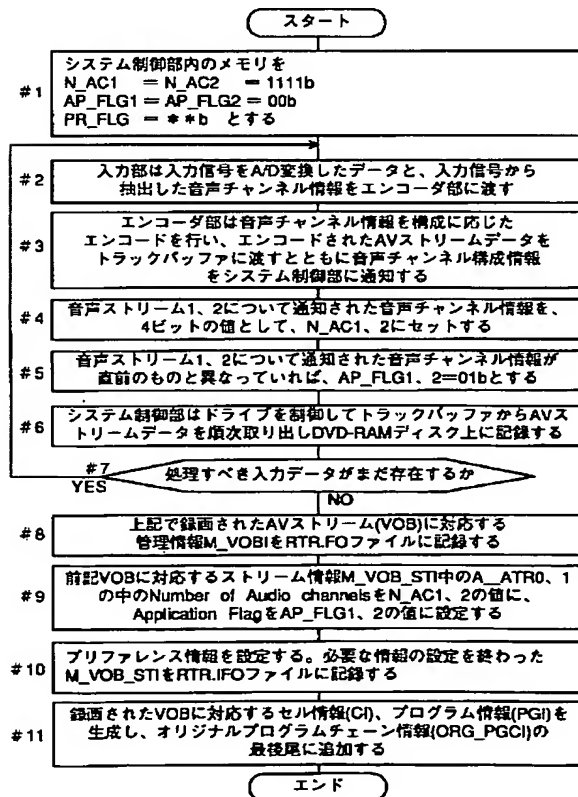 スタート
#1
システム制御部内のメモリを
N_AC1 = N_AC2 = 1111b
AP_FLG1 = AP_FLG2 = 00b
PR_FLG = **b とする
#2
入力部は入力信号をA/D変換したデータと、入力信号から
抽出した音声チャンネル情報をエンコーダ部に渡す
#3
エンコーダ部は音声チャンネル情報を構成に応じた
エンコードを行い、エンコードされたAVストリームデータを
トラックバッファに渡すとともに音声チャンネル構成情報
をシステム制御部に通知する
#4
音声ストリーム1、2について通知された音声チャンネル情報を、
4ビットの値として、N_AC1、2にセットする
#5
音声ストリーム1、2について通知された音声チャンネル情報が
直前のものと異なっていれば、AP_FLG1、2=01bとする
#6
システム制御部はドライブを制御してトラックバッファからAVス
トリームデータを順次取り出しDVD-RAMディスク上に記録する
#7
処理すべき入力データがまだ存在するか
YES
NO
#8
上記で録画されたAVストリーム(VOB)に対応する
管理情報M_VOBIをRTR.IFOファイルに記録する
#9
前記VOBに対応するストリーム情報M_VOB_STI中のA_ATR0、1
の中のNumber of Audio channelsをN_AC1、2の値に、
Application FlagをAP_FLG1、2の値に設定する
#10
プリファレンス情報を設定する。必要な情報の設定を終わった
M_VOB_STIをRTR.IFOファイルに記録する
#11
録画されたVOBに対応するセル情報(CI)、プログラム情報(PGI)を
生成し、オリジナルプログラムチェーン情報(ORG_PGCI)の
最後尾に追加する
エンド